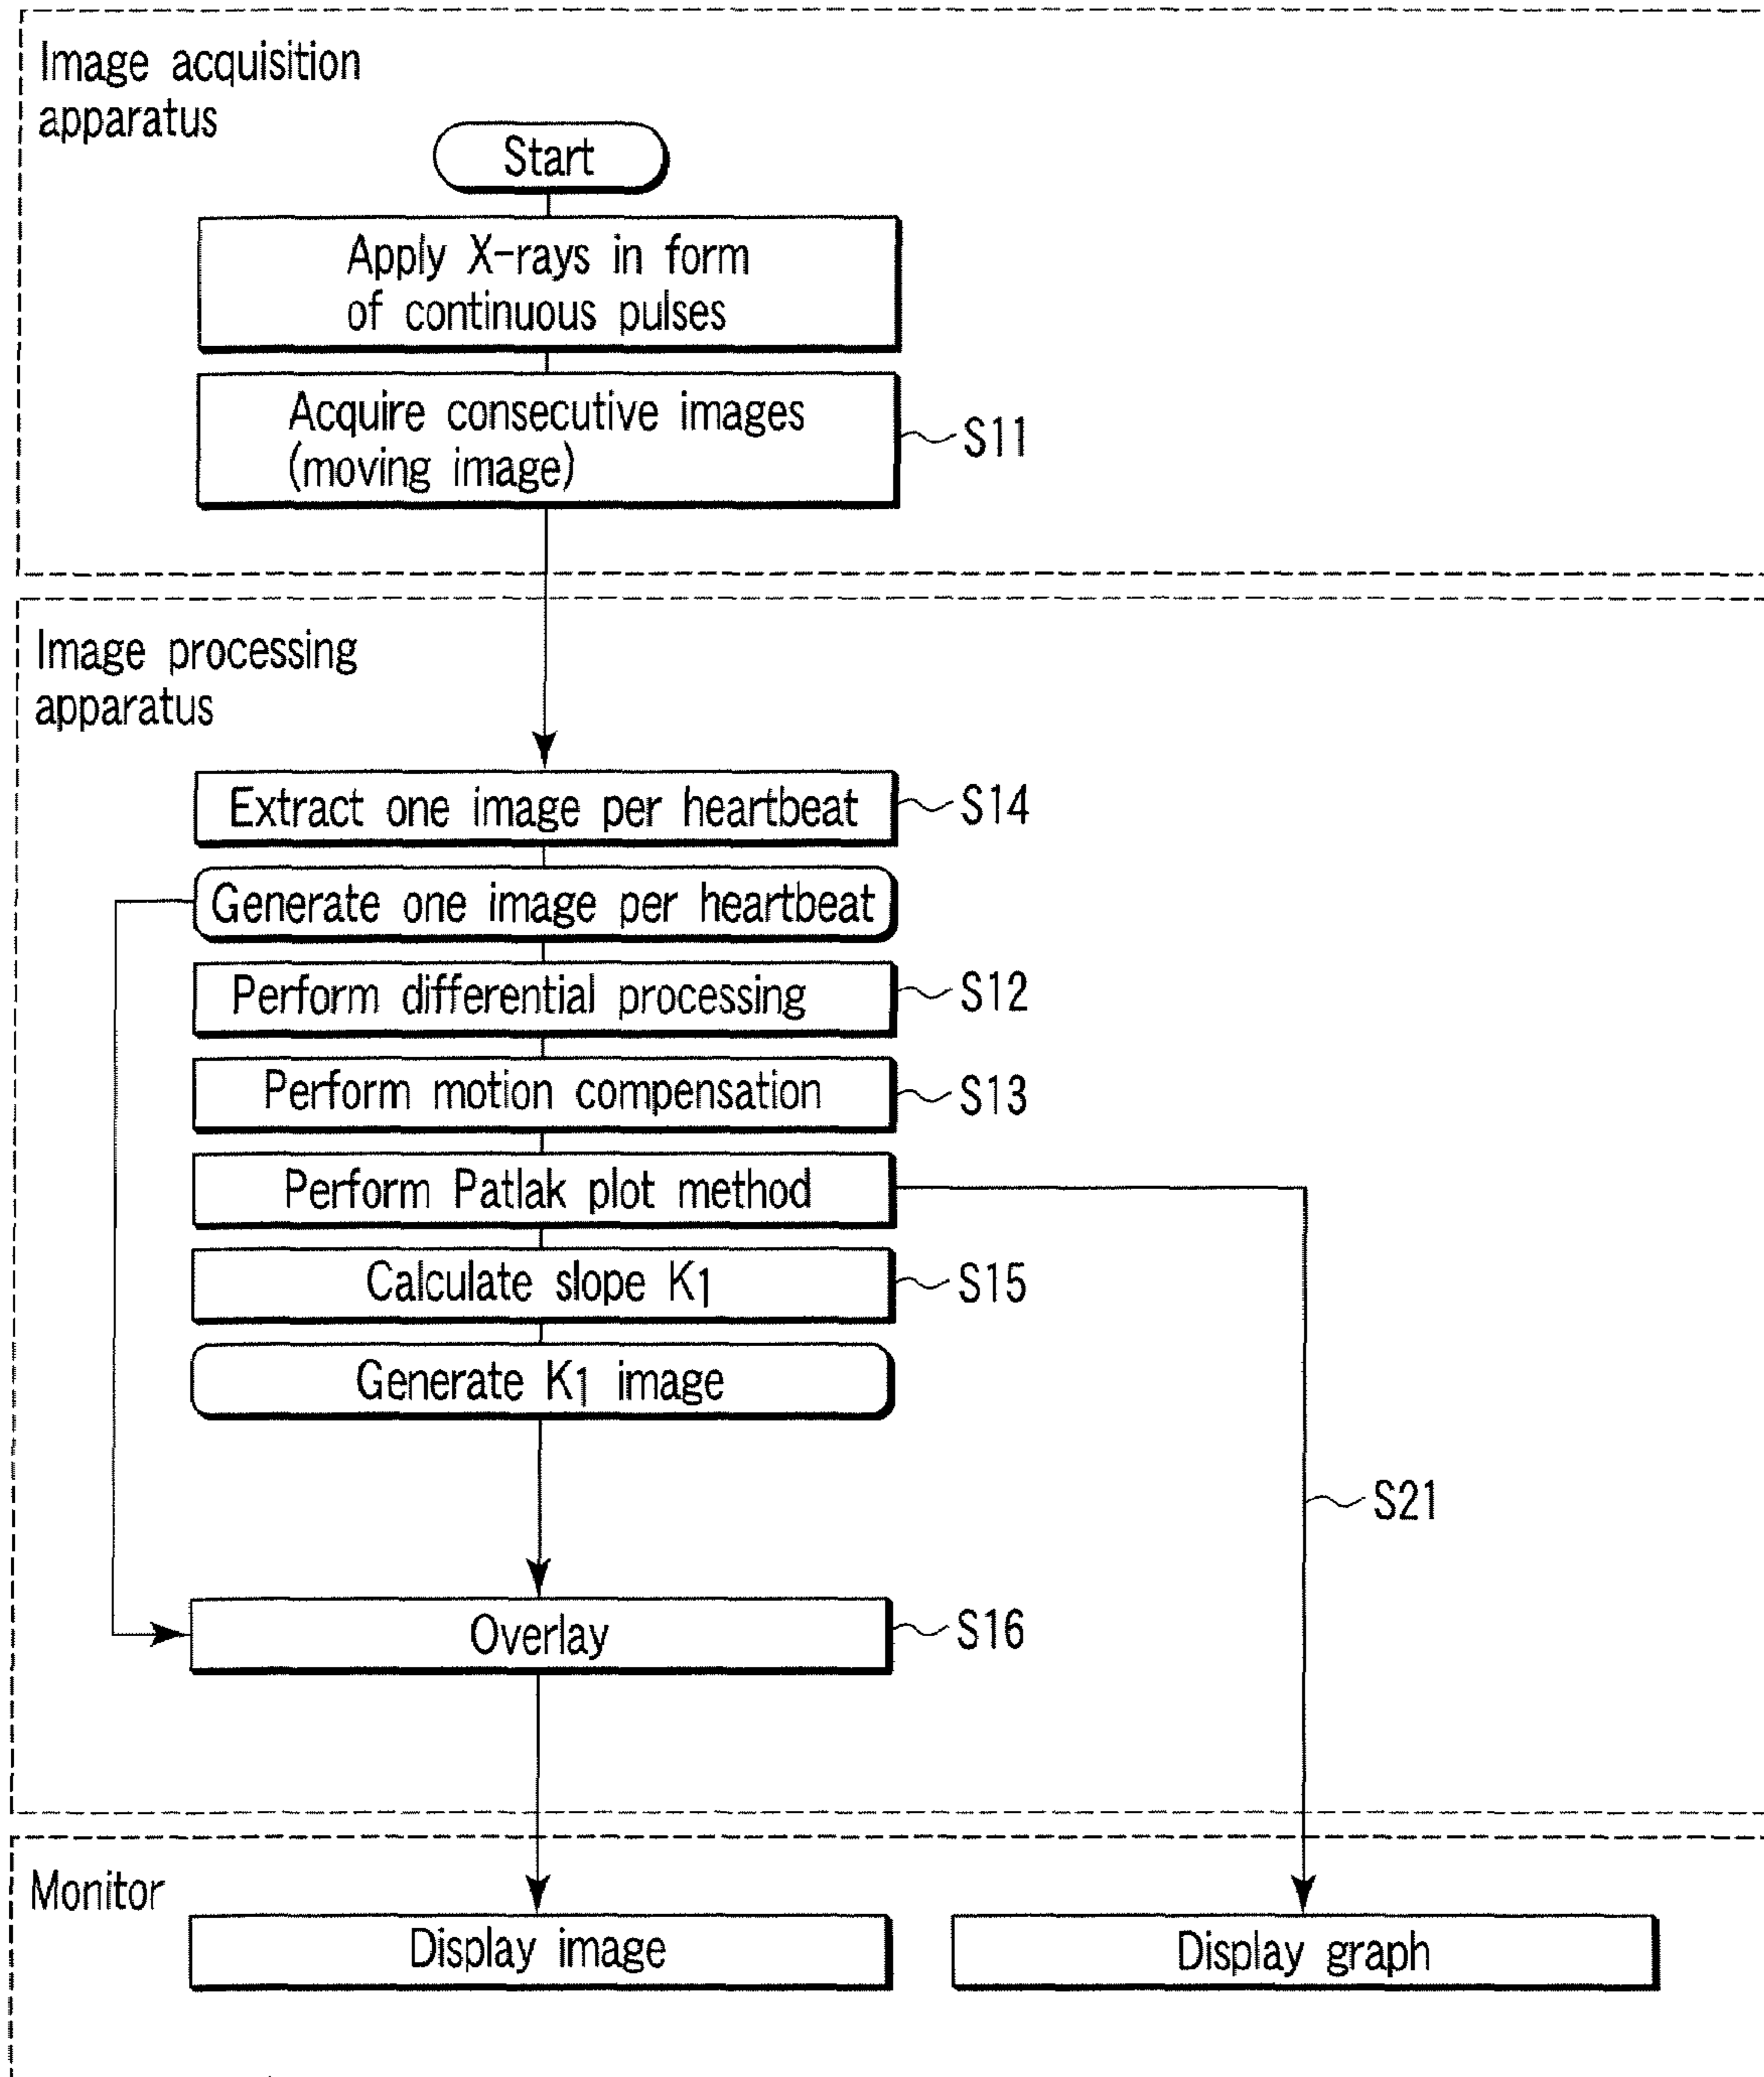 Image acquisition
apparatus
Start
Apply X-rays in form
of continuous pulses
Acquire consecutive images
(moving image)
S11
Image processing
apparatus
Extract one image per heartbeat
S14
Generate one image per heartbeat
Perform differential processing
S12
Perform motion compensation
S13
Perform Patlak plot method
Calculate slope K1
S15
Generate K1 image
S21
Overlay
S16
Monitor
Display image
Display graph